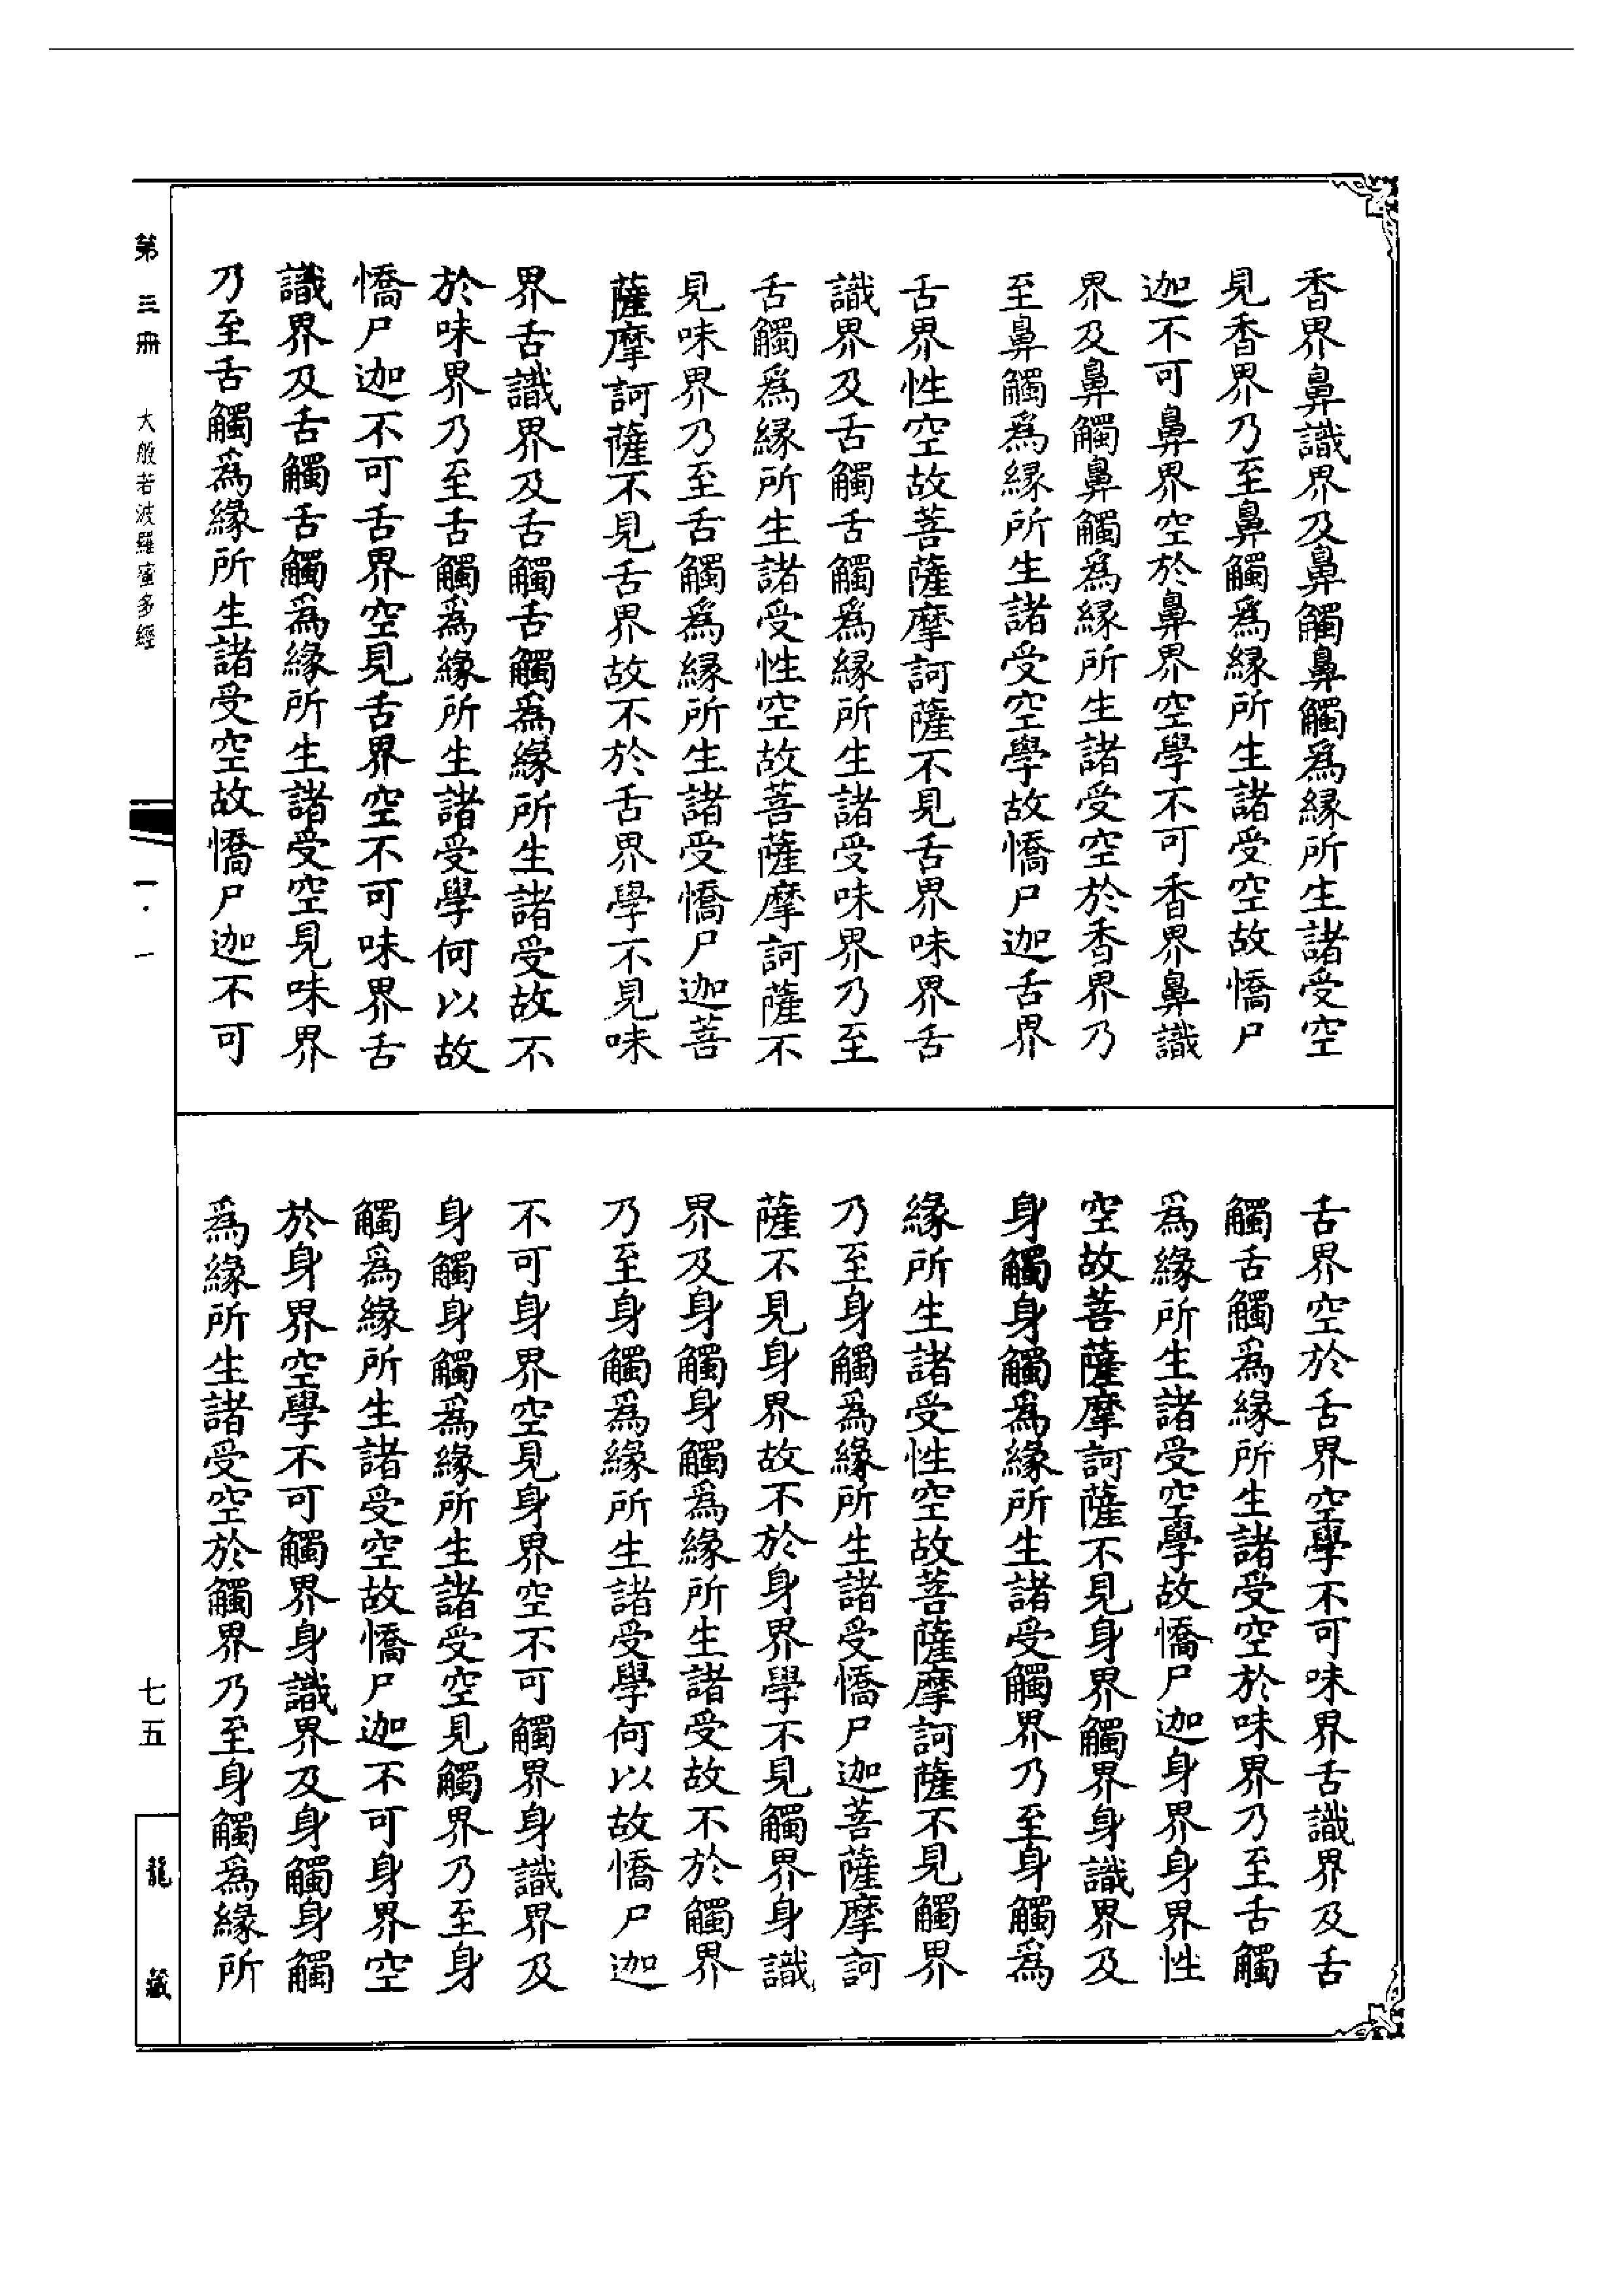 香界鼻識界及鼻觸鼻觸為緣所生諸受空
見香界乃至鼻觸為緣所生諸受空故憍尸
迦不可鼻界空於鼻界空學不可香界鼻識
界及鼻觸鼻觸為緣所生諸受空於香界乃
至鼻觸為緣所生諸受空學故憍尸迦舌界
舌界性空故菩薩摩訶薩不見舌界味界舌
識界及舌觸舌觸為緣所生諸受味界乃至
舌觸為緣所生諸受性空故菩薩摩訶薩不
見味界乃至舌觸為緣所生諸受憍尸迦菩
薩摩訶薩不見舌界故不於舌界學不見味
界舌識界及舌觸舌觸為緣所生諸受故不
於味界乃至舌觸為緣所生諸受學何以故
憍尸迦不可舌界空見舌界空不可味界舌
識界及舌觸舌觸為緣所生諸受空見味界
乃至舌觸為緣所生諸受空故憍尸迦不可
舌界空於舌界空學不可味界舌識界及舌
觸舌觸為緣所生諸受空於味界乃至舌觸
為緣所生諸受空學故憍尸迦身界身界性
空故菩薩摩訶薩不見身界觸界身識界及
身觸身觸為緣所生諸受觸界乃至身觸為
緣所生諸受性空故菩薩摩訶薩不見觸界
乃至身觸為緣所生諸受憍尸迦菩薩摩訶
薩不見身界故不於身界學不見觸界身識
界及身觸身觸為緣所生諸受故不於觸界
乃至身觸為緣所生諸受學何以故憍尸迦
不可身界空見身界空不可觸界身識界及
身觸身觸為緣所生諸受空見觸界乃至身
觸為緣所生諸受空故憍尸迦不可身界空
於身界空學不可觸界身識界及身觸身觸
為緣所生諸受空於觸界乃至身觸為緣所
第三冊 大般若波羅蜜多經 一·一
七五
龍藏